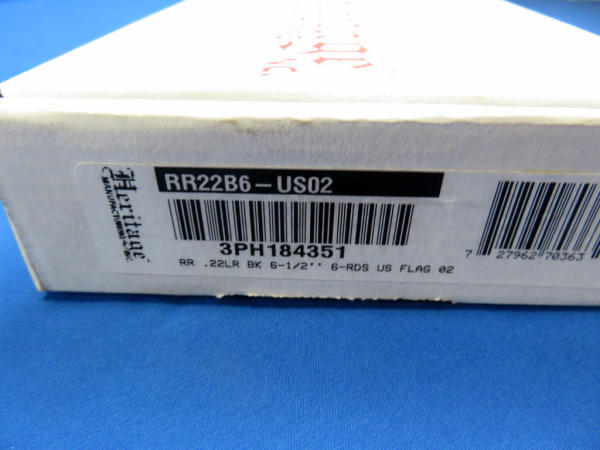 Heritage
MANUFACTURING, INC.
RR22B6-US02
3PH184351
RR .22LR BK 6-1/2'' 6-RDS US FLAG 02
7 27962 70363